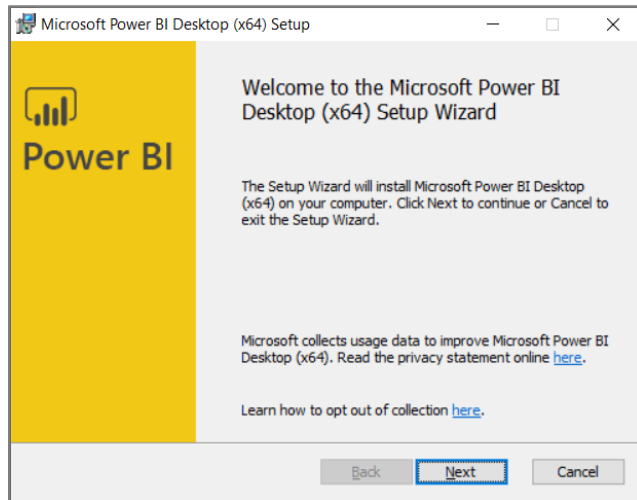 Microsoft Power BI Desktop (x64) Setup
Power BI
Welcome to the Microsoft Power BI
Desktop (x64) Setup Wizard
The Setup Wizard will install Microsoft Power BI Desktop
(x64) on your computer. Click Next to continue or Cancel to
exit the Setup Wizard.
Microsoft collects usage data to improve Microsoft Power BI
Desktop (x64). Read the privacy statement online here.
Learn how to opt out of collection here.
Back
Next
Cancel